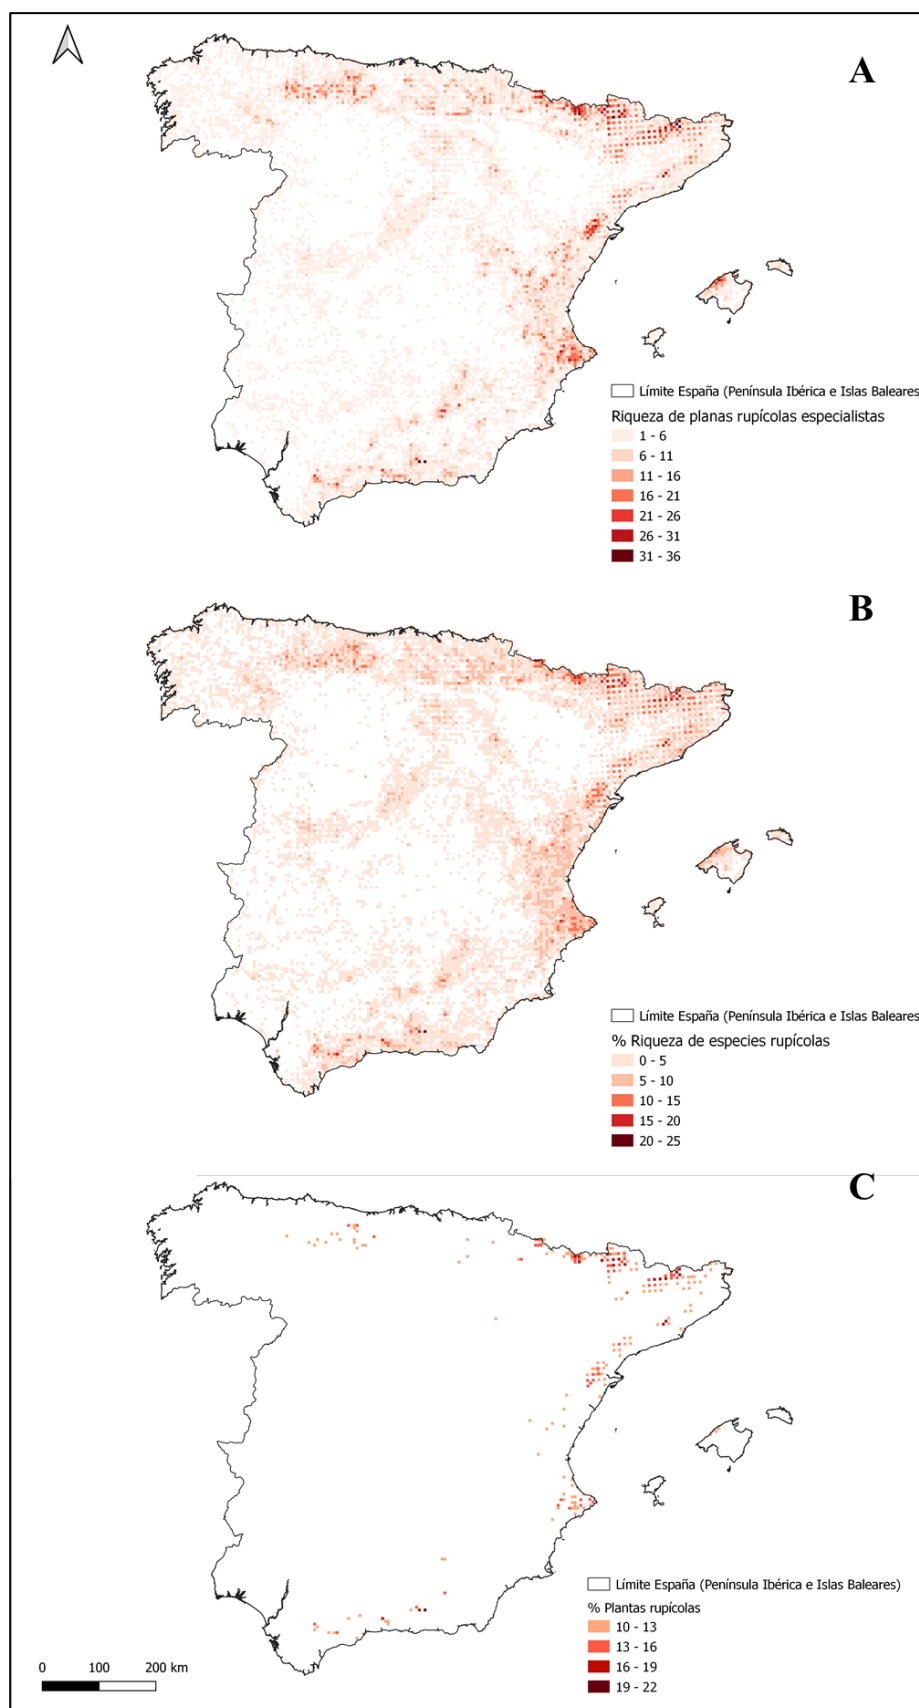 A
Límite España (Península Ibérica e Islas Baleares
Riqueza de planas rupícolas especialistas
1 - 6
6 - 11
11 - 16
16 - 21
21 - 26
26 - 31
31 - 36
B
Límite España (Península Ibérica e Islas Baleares
% Riqueza de especies rupícolas
0 - 5
5 - 10
10 - 15
15 - 20
20 - 25
C
Límite España (Península Ibérica e Islas Baleares)
% Plantas rupícolas
10 - 13
13 - 16
16 - 19
19 - 22
0 100 200 km